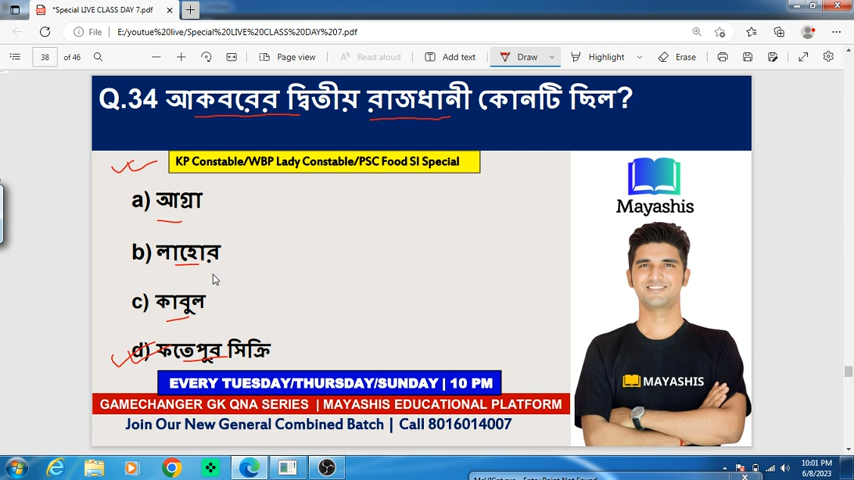 *Special LIVE CLASS DAY 7.pdf
File
E:/youtue%20live/Special%20LIVE%20CLASS%20DAY%207.pdf
38 of 46
Page view
Read aloud
Add text
Draw
Highlight
Erase
Q.34 আকবরের দ্বিতীয় রাজধানী কোনটি ছিল?
KP Constable/WBP Lady Constable/PSC Food SI Special
a) আগ্রা
b) লাহোর
c) কাবুল
d) ফতেপুর সিক্রি
Mayashis
MAYASHIS
EVERY TUESDAY/THURSDAY/SUNDAY | 10 PM
GAMECHANGER GK QNA SERIES | MAYASHIS EDUCATIONAL PLATFORM
Join Our New General Combined Batch | Call 8016014007
10:01 PM
6/8/2023